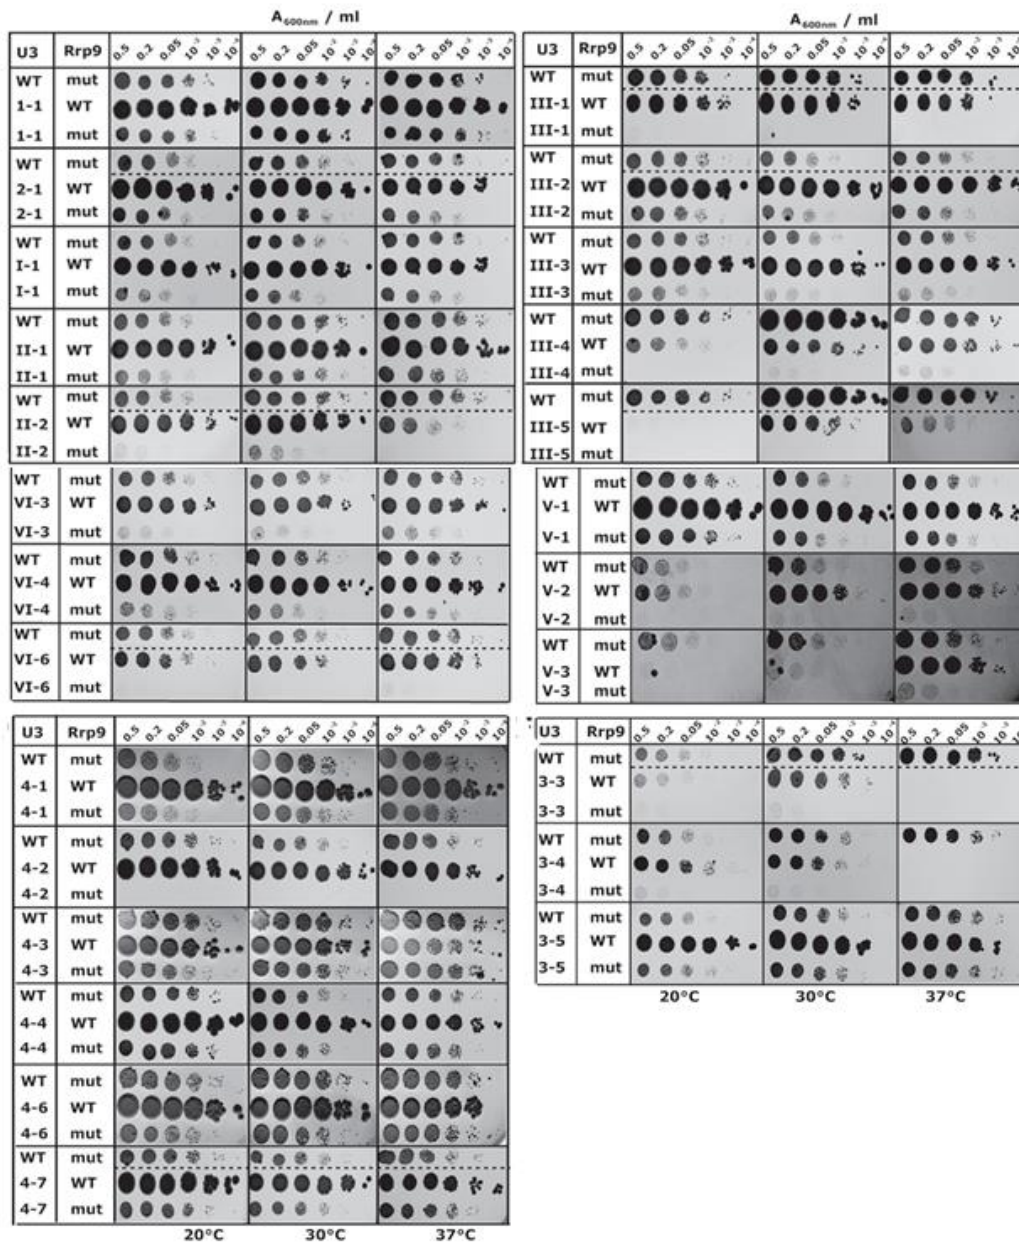 A600nm / ml
U3 Rrp9 0.5 0.2 0.05 10⁻² 10⁻³ 10⁻⁴ 0.5 0.2 0.05 10⁻² 10⁻³ 10⁻⁴ 0.5 0.2 0.05 10⁻² 10⁻³ 10⁻⁴
WT mut
1-1 WT
1-1 mut
WT mut
2-1 WT
2-1 mut
WT mut
I-1 WT
I-1 mut
WT mut
II-1 WT
II-1 mut
WT mut
II-2 WT
II-2 mut
WT mut
VI-3 WT
VI-3 mut
WT mut
VI-4 WT
VI-4 mut
WT mut
VI-6 WT
VI-6 mut
A600nm / ml
U3 Rrp9 0.5 0.2 0.05 10⁻² 10⁻³ 10⁻⁴ 0.5 0.2 0.05 10⁻² 10⁻³ 10⁻⁴ 0.5 0.2 0.05 10⁻² 10⁻³
WT mut
III-1 WT
III-1 mut
WT mut
III-2 WT
III-2 mut
WT mut
III-3 WT
III-3 mut
WT mut
III-4 WT
III-4 mut
WT mut
III-5 WT
III-5 mut
WT mut
V-1 WT
V-1 mut
WT mut
V-2 WT
V-2 mut
WT mut
V-3 WT
V-3 mut
U3 Rrp9 0.5 0.2 0.05 10⁻² 10⁻³ 10⁻⁴ 0.5 0.2 0.05 10⁻² 10⁻³ 10⁻⁴ 0.5 0.2 0.05 10⁻² 10⁻³ 10⁻⁴
WT mut
4-1 WT
4-1 mut
WT mut
4-2 WT
4-2 mut
WT mut
4-3 WT
4-3 mut
WT mut
4-4 WT
4-4 mut
WT mut
4-6 WT
4-6 mut
WT mut
4-7 WT
4-7 mut
20°C 30°C 37°C
U3 Rrp9 0.5 0.2 0.05 10⁻² 10⁻³ 10⁻⁴ 0.5 0.2 0.05 10⁻² 10⁻³ 10⁻⁴ 0.5 0.2 0.05 10⁻² 10⁻³
WT mut
3-3 WT
3-3 mut
WT mut
3-4 WT
3-4 mut
WT mut
3-5 WT
3-5 mut
20°C 30°C 37°C